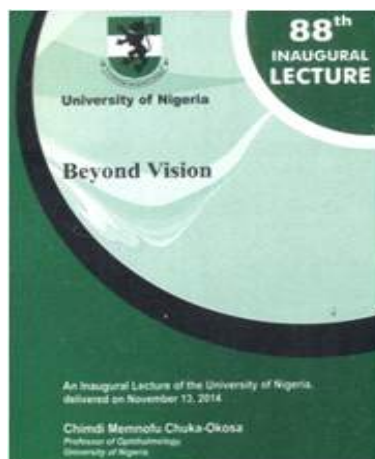 88th
INAUGURAL
LECTURE
University of Nigeria
Beyond Vision
An Inaugural Lecture of the University of Nigeria,
delivered on November 13, 2014
Chimdi Memnofu Chuka-Okosa
Professor of Ophthalmology,
University of Nigeria